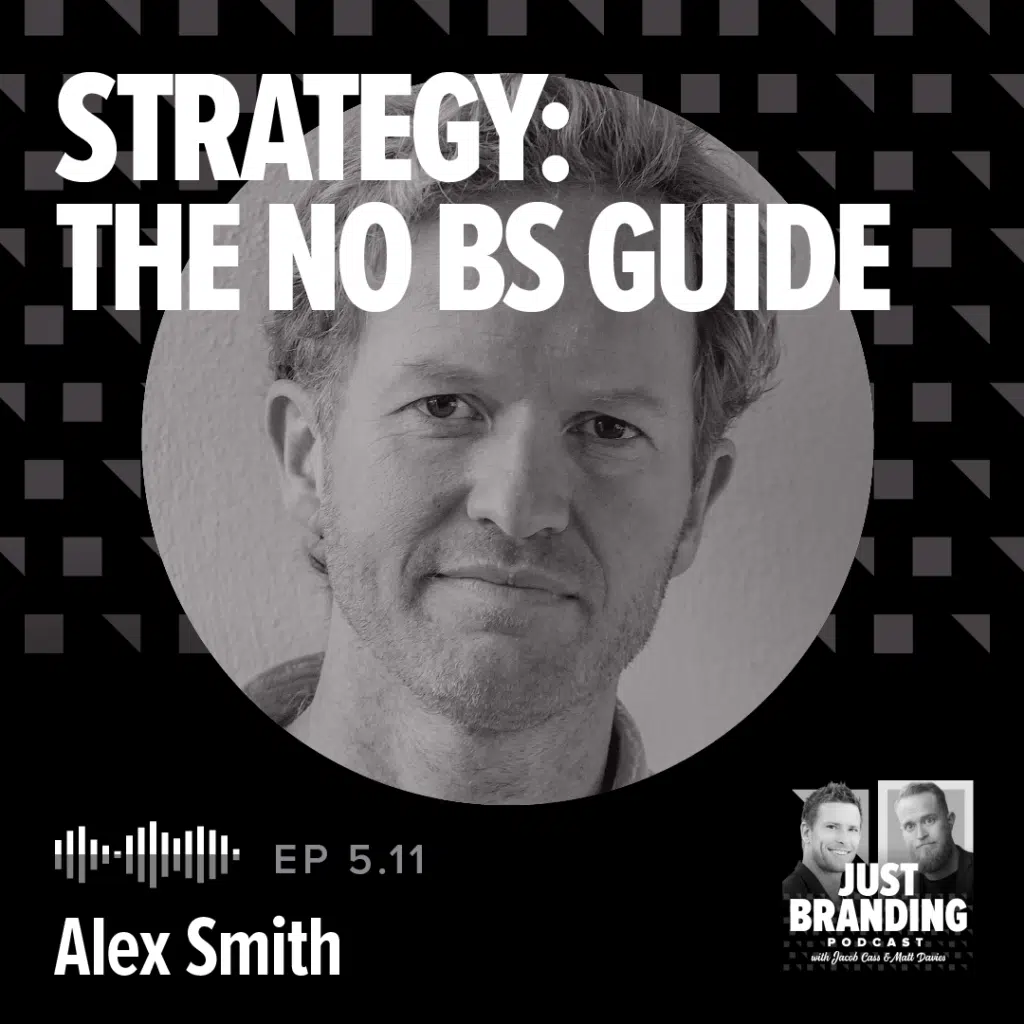 STRATEGY:
THE NO BS GUIDE
EP 5.11
Alex Smith
JUST
BRANDING
PODCAST
with Jacob Cass & Matt Davies